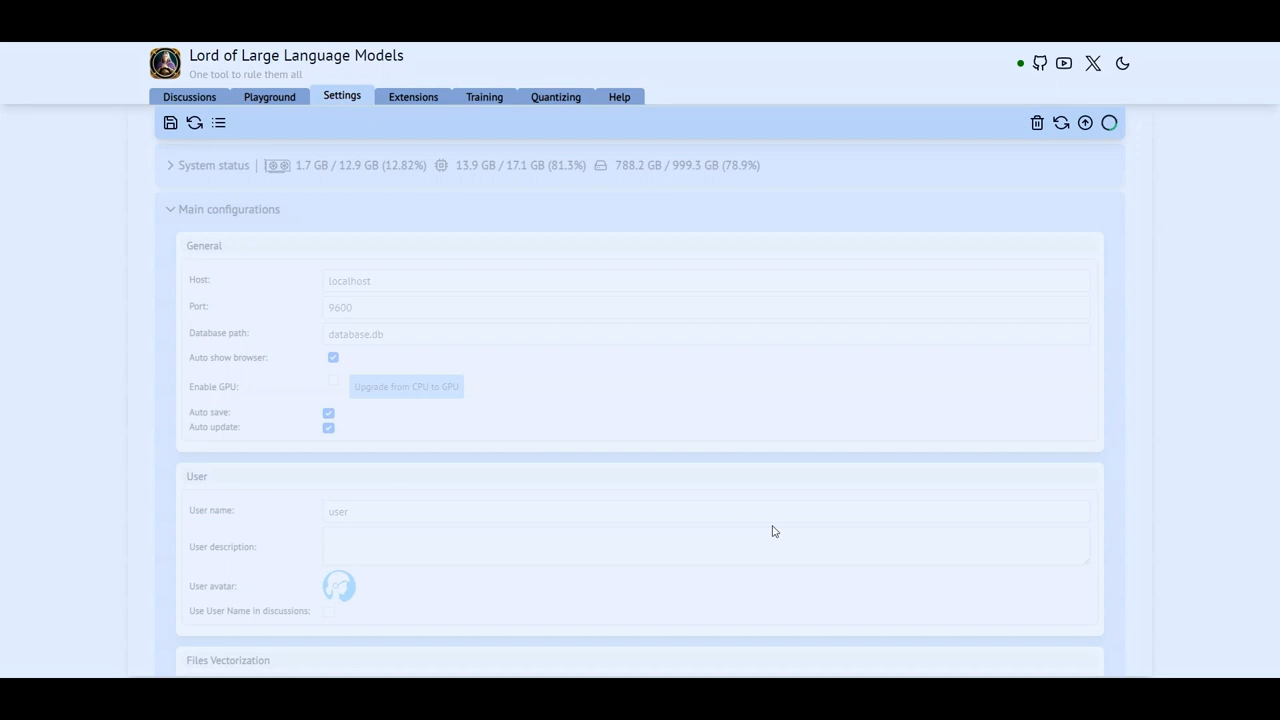 Lord of Large Language Models
One tool to rule them all
Discussions Playground Settings Extensions Training Quantizing Help
System status | 1.7 GB / 12.9 GB (12.82%) 13.9 GB / 17.1 GB (81.3%) 788.2 GB / 999.3 GB (78.9%)
Main configurations
General
Host: localhost
Port: 9600
Database path: database.db
Auto show browser:
Enable GPU: Upgrade from CPU to GPU
Auto save:
Auto update:
User
User name: user
User description:
User avatar:
Use User Name in discussions:
Files Vectorization